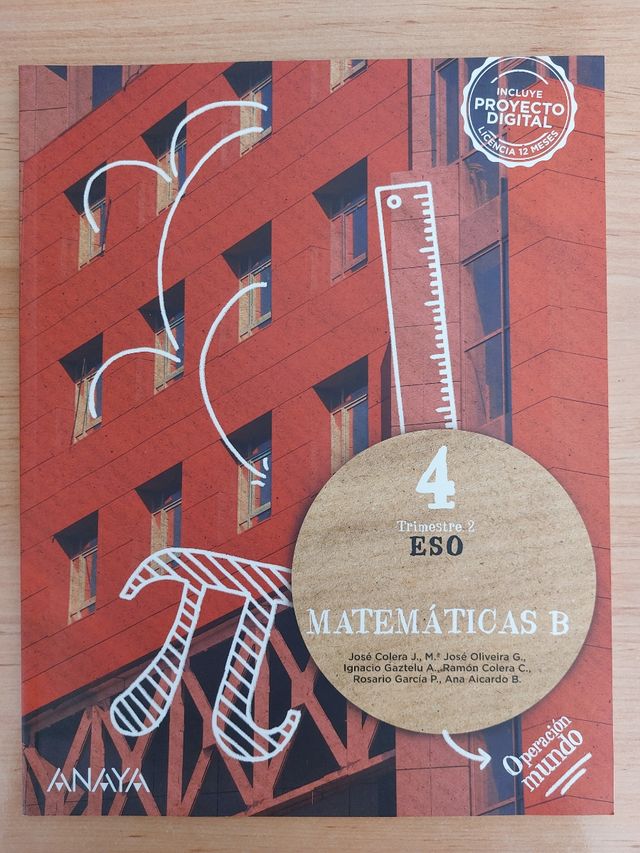 INCLUYE
PROYECTO
DIGITAL
LICENCIA 12 MESES
4
Trimestre 2
ESO
MATEMÁTICAS B
José Colera J., M.ª José Oliveira G.,
Ignacio Gaztelu A., Ramón Colera C.,
Rosario García P., Ana Aicardo B.
Operación
mundo
ANAYA